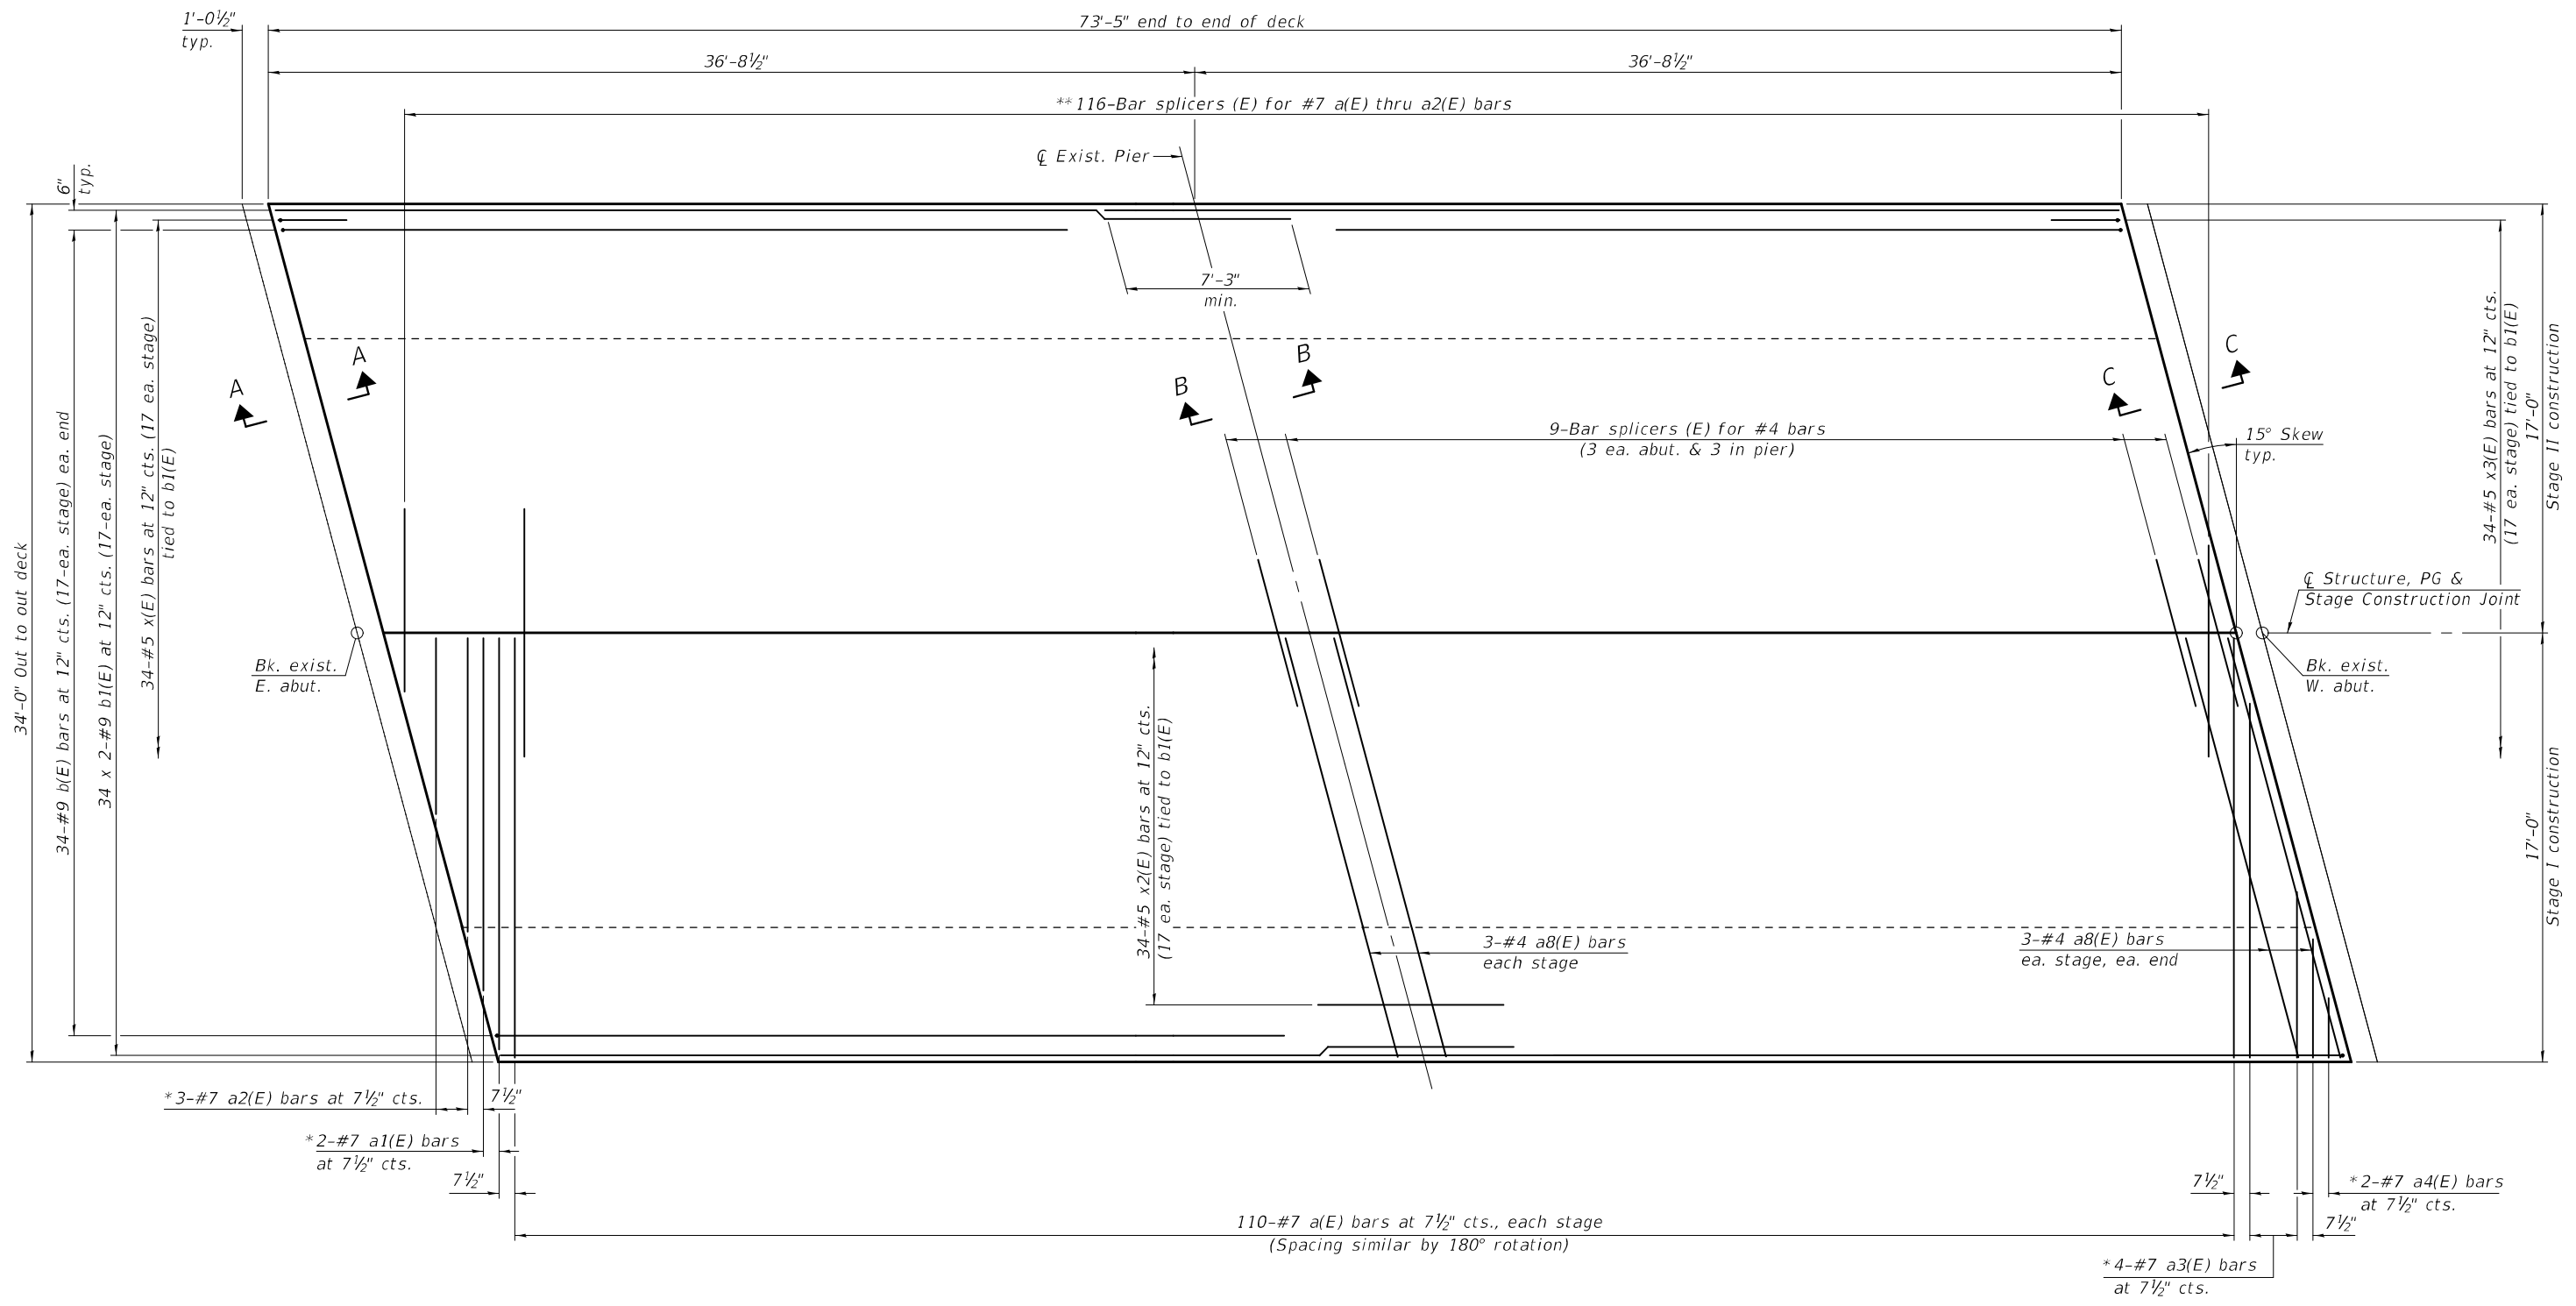 1'-0½"
typ.
73'-5" end to end of deck
36'-8½"
36'-8½"
**116-Bar splicers (E) for #7 a(E) thru a2(E) bars
℄ Exist. Pier
6"
typ.
7'-3"
min.
A
A
B
B
C
C
9-Bar splicers (E) for #4 bars
(3 ea. abut. & 3 in pier)
15° Skew
typ.
34'-0" Out to out deck
34-#9 b(E) bars at 12" cts. (17-ea. stage) ea. end
34 x 2-#9 b1(E) at 12" cts. (17-ea. stage)
34-#5 x(E) bars at 12" cts. (17 ea. stage)
tied to b1(E)
34-#5 x3(E) bars at 12" cts.
(17 ea. stage) tied to b1(E)
17'-0"
Stage II construction
℄ Structure, PG &
Stage Construction Joint
Bk. exist.
E. abut.
Bk. exist.
W. abut.
34-#5 x2(E) bars at 12" cts.
(17 ea. stage) tied to b1(E)
17'-0"
Stage I construction
3-#4 a8(E) bars
each stage
3-#4 a8(E) bars
ea. stage, ea. end
*3-#7 a2(E) bars at 7½" cts.
7½"
*2-#7 a1(E) bars
at 7½" cts.
7½"
7½"
*2-#7 a4(E) bars
at 7½" cts.
110-#7 a(E) bars at 7½" cts., each stage
(Spacing similar by 180° rotation)
7½"
*4-#7 a3(E) bars
at 7½" cts.